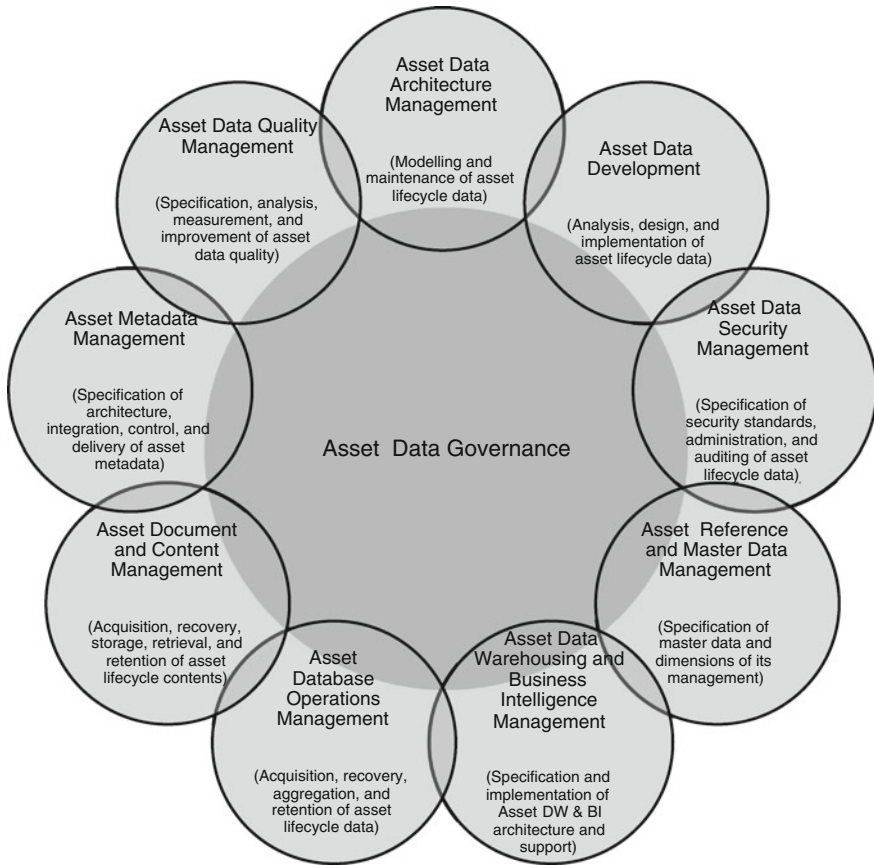 Asset Data
Architecture
Management
(Modelling and
maintenance of asset
lifecycle data)
Asset Data
Development
(Analysis, design, and
implementation of
asset lifecycle data)
Asset Data
Security
Management
(Specification of
security standards,
administration, and
auditing of asset
lifecycle data)
Asset Reference
and Master Data
Management
(Specification of
master data and
dimensions of its
management)
Asset Data
Warehousing and
Business
Intelligence
Management
(Specification and
implementation of
Asset DW & BI
architecture and
support)
Asset
Database
Operations
Management
(Acquisition, recovery,
aggregation, and
retention of asset
lifecycle data)
Asset Document
and Content
Management
(Acquisition, recovery,
storage, retrieval, and
retention of asset
lifecycle contents)
Asset Metadata
Management
(Specification of
architecture,
integration, control, and
delivery of asset
metadata)
Asset Data Quality
Management
(Specification, analysis,
measurement, and
improvement of asset
data quality)
Asset Data Governance